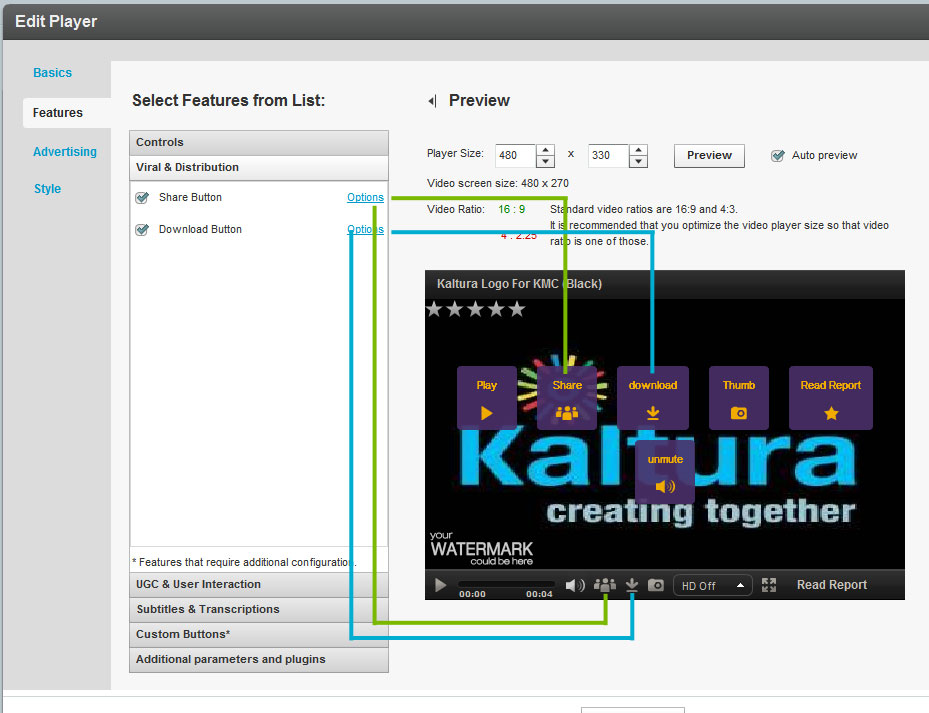 Edit Player
Basics
Features
Advertising
Style
Select Features from List:
Controls
Viral & Distribution
Share Button
Options
Download Button
Options
* Features that require additional configuration.
UGC & User Interaction
Subtitles & Transcriptions
Custom Buttons*
Additional parameters and plugins
Preview
Player Size:
480
x
330
Preview
Auto preview
Video screen size: 480 x 270
Video Ratio:
16 : 9
4 : 2.25
Standard video ratios are 16:9 and 4:3.
It is recommended that you optimize the video player size so that video
ratio is one of those.
Kaltura Logo For KMC (Black)
Play
Share
download
Thumb
Read Report
unmute
Kaltura
creating together
your
WATERMARK
could be here
00:00
00:04
HD Off
Read Report